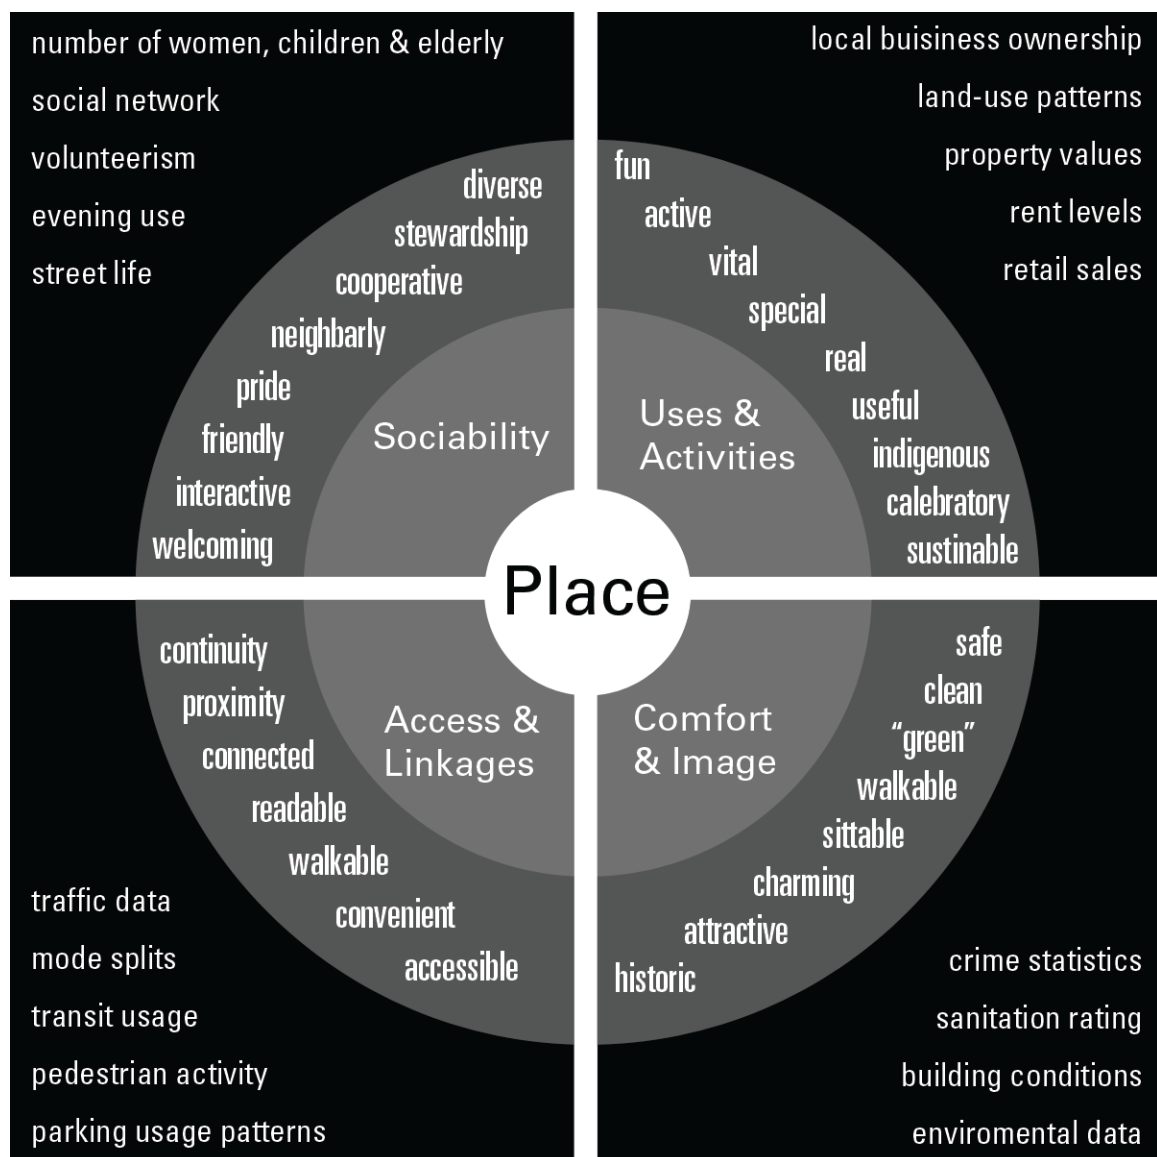 number of women, children & elderly
social network
volunteerism
evening use
street life
diverse
stewardship
cooperative
neighbarly
pride
friendly
interactive
welcoming
Sociability
local buisiness ownership
land-use patterns
property values
rent levels
retail sales
fun
active
vital
special
real
useful
indigenous
calebratory
sustinable
Uses &
Activities
Place
continuity
proximity
connected
readable
walkable
convenient
accessible
Access &
Linkages
traffic data
mode splits
transit usage
pedestrian activity
parking usage patterns
Comfort
& Image
safe
clean
“green”
walkable
sittable
charming
attractive
historic
crime statistics
sanitation rating
building conditions
enviromental data